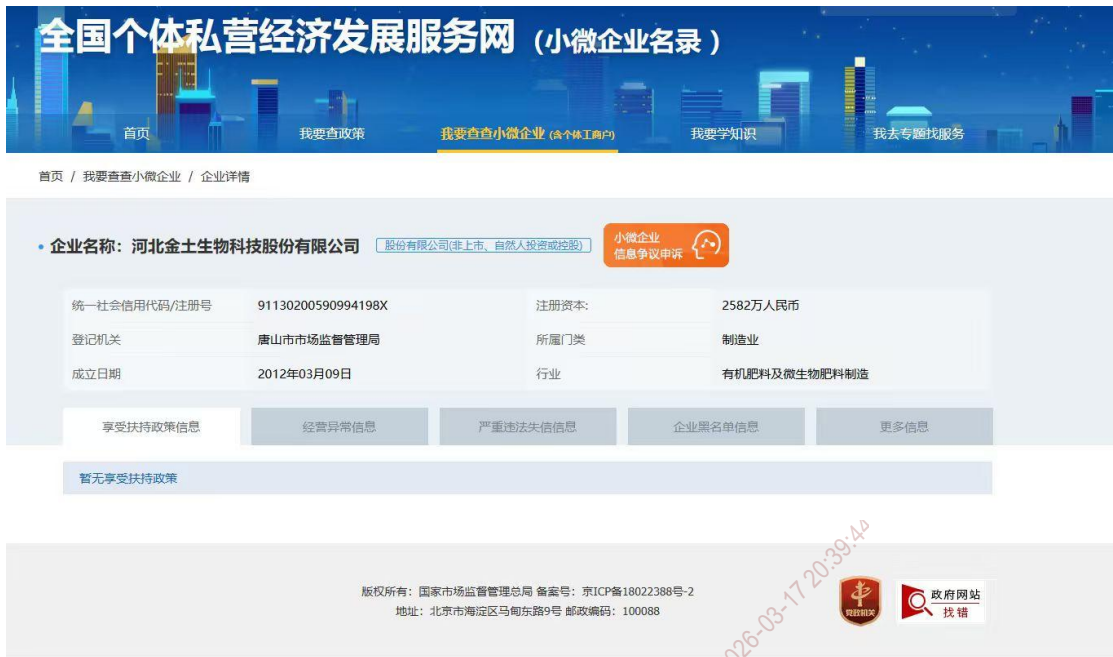 全国个体私营经济发展服务网（小微企业名录）
首页 我要查政策 我要查查小微企业 (含个体工商户) 我要学知识 我去专题找服务
首页 / 我要查查小微企业 / 企业详情
企业名称：河北金土生物科技股份有限公司 股份有限公司(非上市、自然人投资或控股) 小微企业
信息争议申诉
统一社会信用代码/注册号 91130200590994198X 注册资本: 2582万人民币
登记机关 唐山市市场监督管理局 所属门类 制造业
成立日期 2012年03月09日 行业 有机肥料及微生物肥料制造
享受扶持政策信息 经营异常信息 严重违法失信信息 企业黑名单信息 更多信息
暂无享受扶持政策
版权所有：国家市场监督管理总局 备案号：京ICP备18022388号-2
地址：北京市海淀区马甸东路9号 邮政编码：100088
党政机关
政府网站
找错
026-03-17 20:39:44